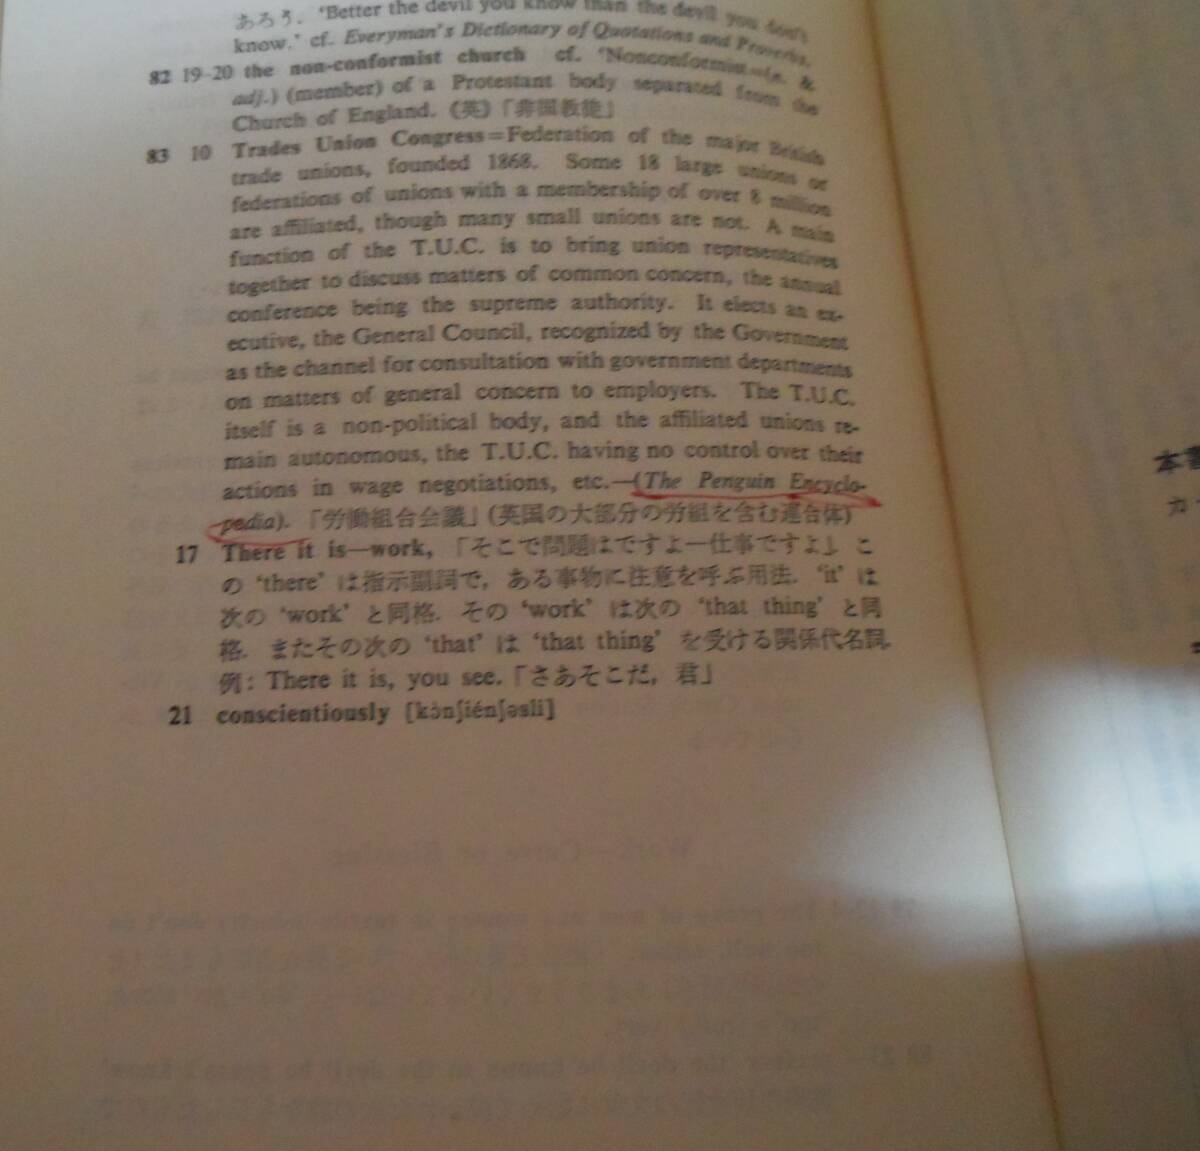 あろう. 'Better the devil you know than the devil you don't
know.' cf. Everyman's Dictionary of Quotations and Proverbs.
82 19-20 the non-conformist church cf. 'Nonconformist=(n. &
adj.) (member) of a Protestant body separated from the
Church of England.《英》「非国教徒」
83 10 Trades Union Congress=Federation of the major British
trade unions, founded 1868. Some 18 large unions or
federations of unions with a membership of over 8 million
are affiliated, though many small unions are not. A main
function of the T.U.C. is to bring union representatives
together to discuss matters of common concern, the annual
conference being the supreme authority. It elects an ex-
ecutive, the General Council, recognized by the Government
as the channel for consultation with government departments
on matters of general concern to employers. The T.U.C.
itself is a non-political body, and the affiliated unions re-
main autonomous, the T.U.C. having no control over their
actions in wage negotiations, etc.—(The Penguin Encyclo-
pedia).「労働組合会議」(英国の大部分の労組を含む連合体)
17 There it is—work,「そこで問題はですよ—仕事ですよ」こ
の 'there' は指示副詞で, ある事物に注意を呼ぶ用法. 'it' は
次の 'work' と同格. その 'work' は次の 'that thing' と同
格. またその次の 'that' は 'that thing' を受ける関係代名詞.
例: There it is, you see.「さあそこだ, 君」
21 conscientiously [kɔ̀nʃiénʃəsli]
本書
カ